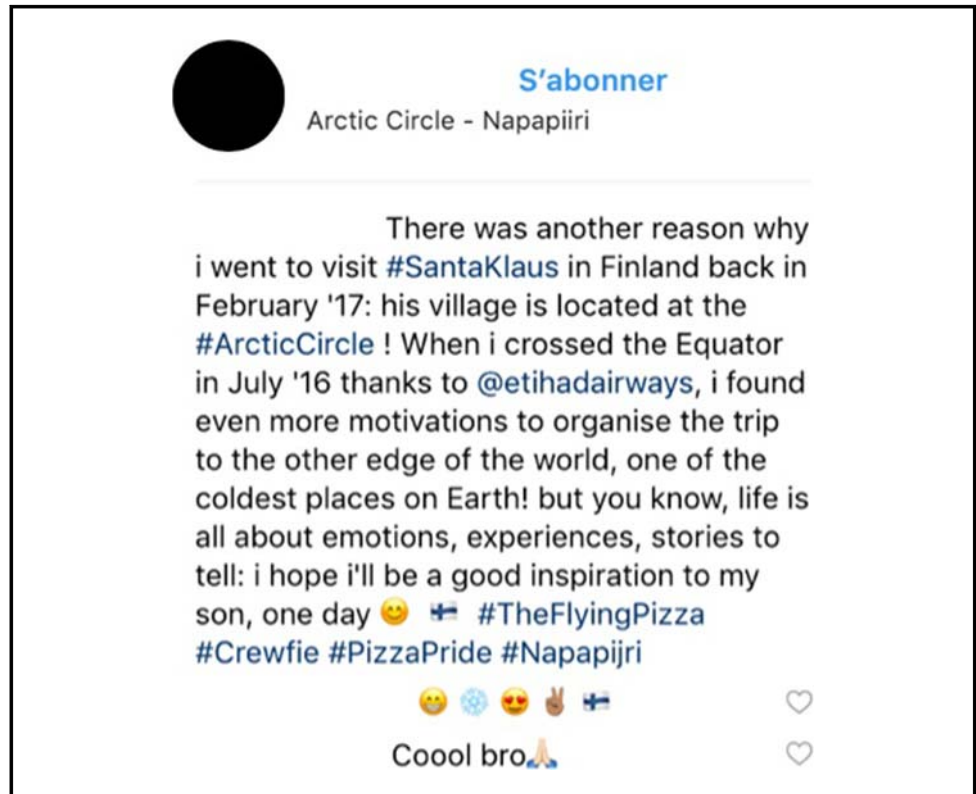 S'abonner
Arctic Circle - Napapiiri
There was another reason why
i went to visit #SantaKlaus in Finland back in
February '17: his village is located at the
#ArcticCircle ! When i crossed the Equator
in July '16 thanks to @etihadairways, i found
even more motivations to organise the trip
to the other edge of the world, one of the
coldest places on Earth! but you know, life is
all about emotions, experiences, stories to
tell: i hope i'll be a good inspiration to my
son, one day 😊 🇫🇮 #TheFlyingPizza
#Crewfie #PizzaPride #Napapijri
😁 ❄️ 😍 ✌🏽 🇫🇮
Coool bro🙏🏻